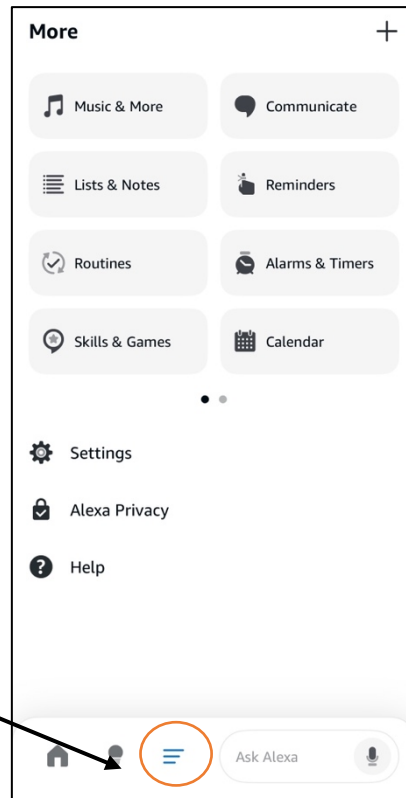 More
Music & More
Communicate
Lists & Notes
Reminders
Routines
Alarms & Timers
Skills & Games
Calendar
Settings
Alexa Privacy
Help
Ask Alexa